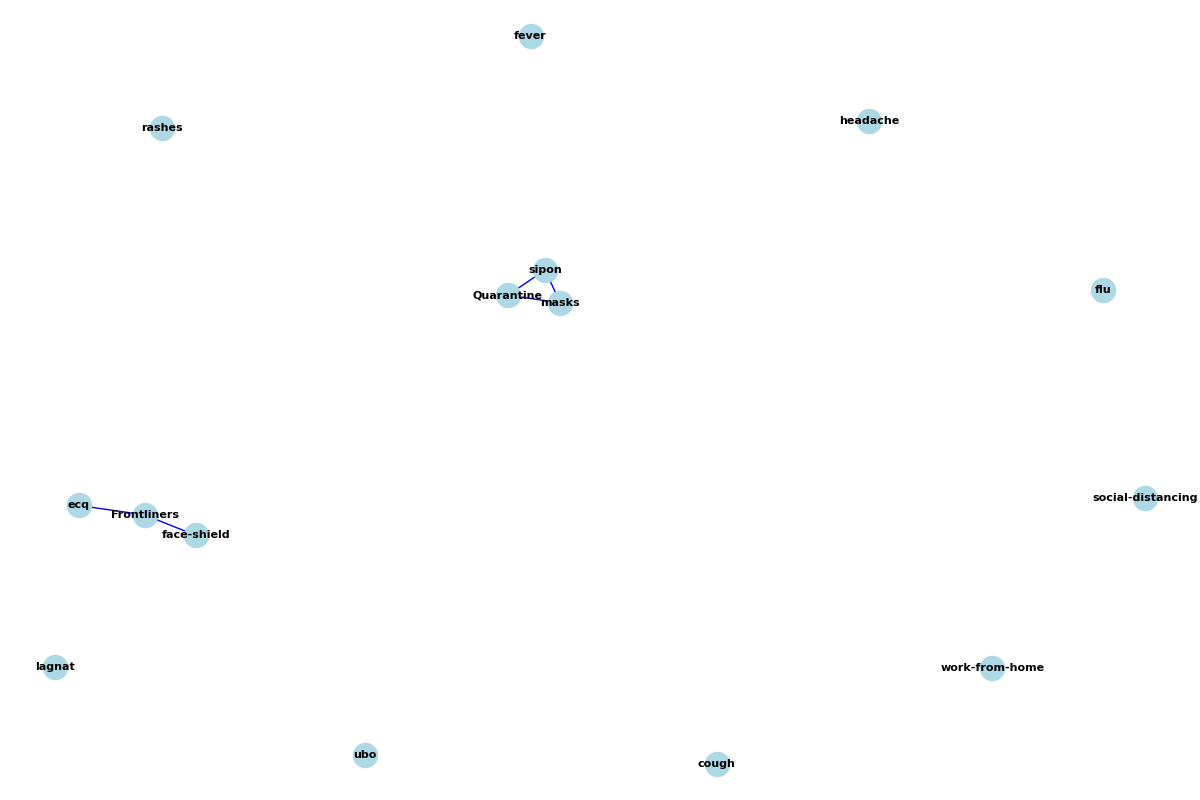 fever
headache
rashes
sipon
flu
Quarantine
masks
social-distancing
ecq
Frontliners
face-shield
lagnat
work-from-home
ubo
cough